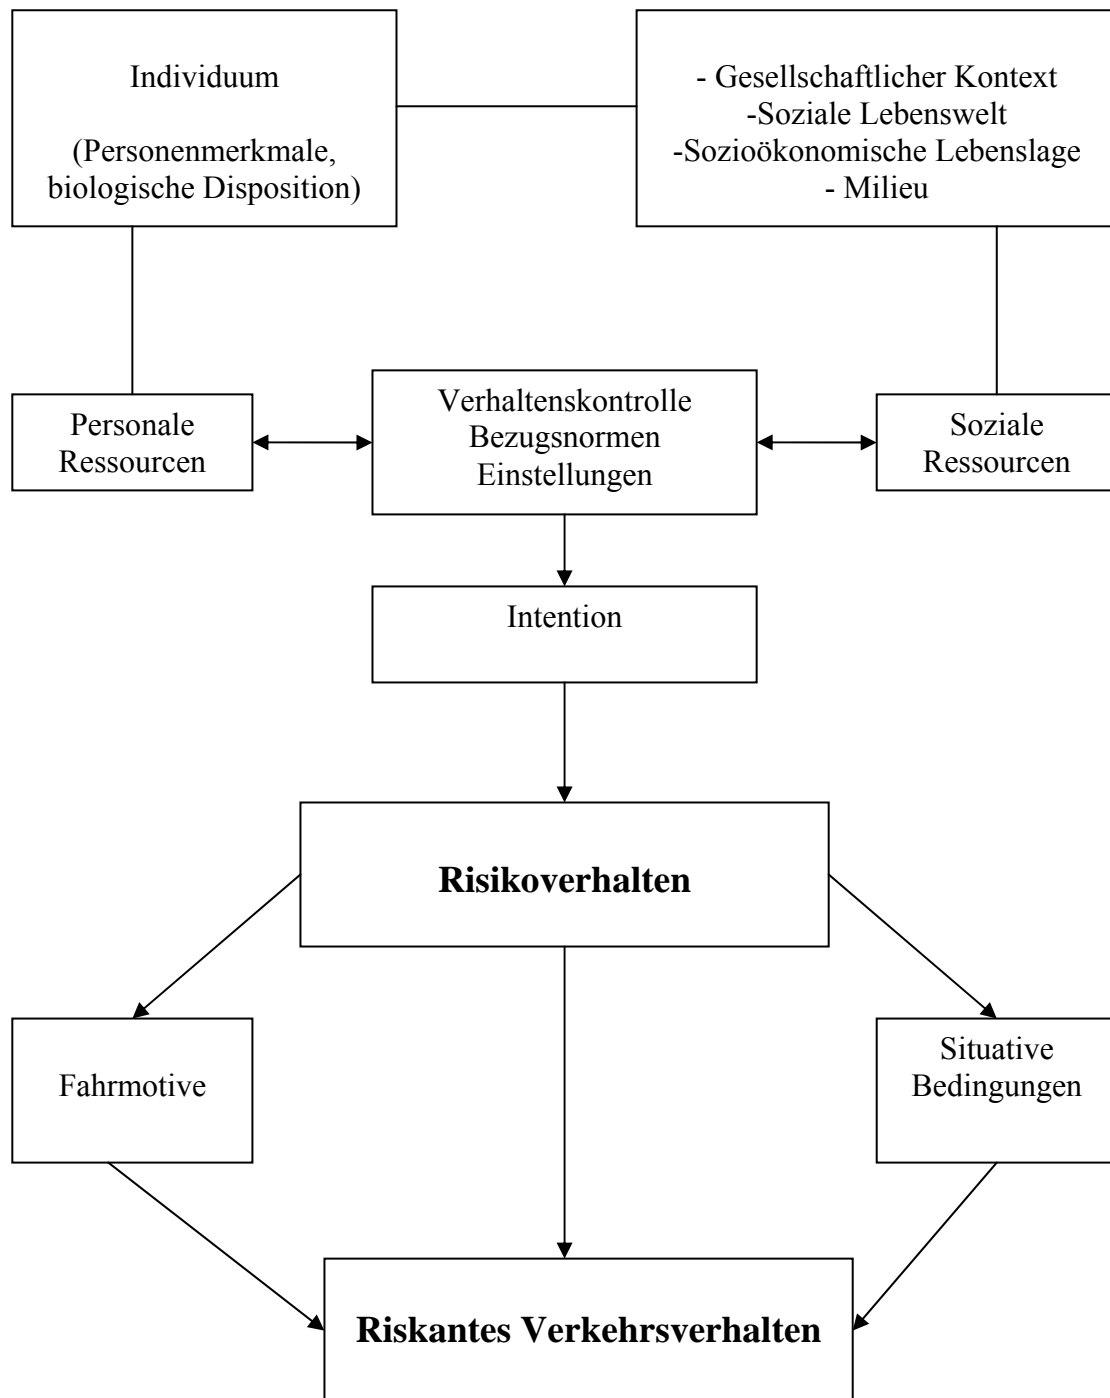 Individuum
(Personenmerkmale,
biologische Disposition)
- Gesellschaftlicher Kontext
-Soziale Lebenswelt
-Sozioökonomische Lebenslage
- Milieu
Personale
Ressourcen
Verhaltenskontrolle
Bezugsnormen
Einstellungen
Soziale
Ressourcen
Intention
Risikoverhalten
Fahrmotive
Situative
Bedingungen
Riskantes Verkehrsverhalten